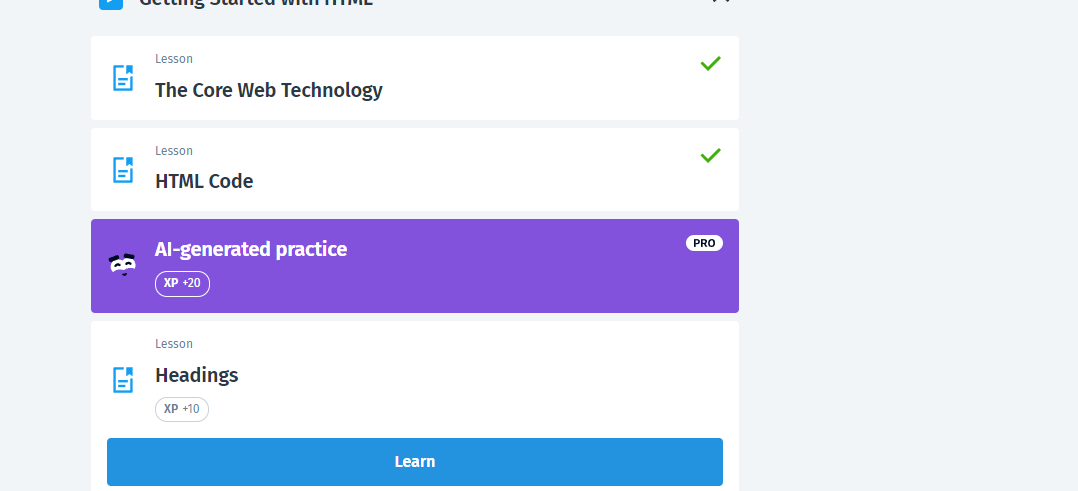 Getting Started with HTML
Lesson
The Core Web Technology
Lesson
HTML Code
AI-generated practice
PRO
XP +20
Lesson
Headings
XP +10
Learn